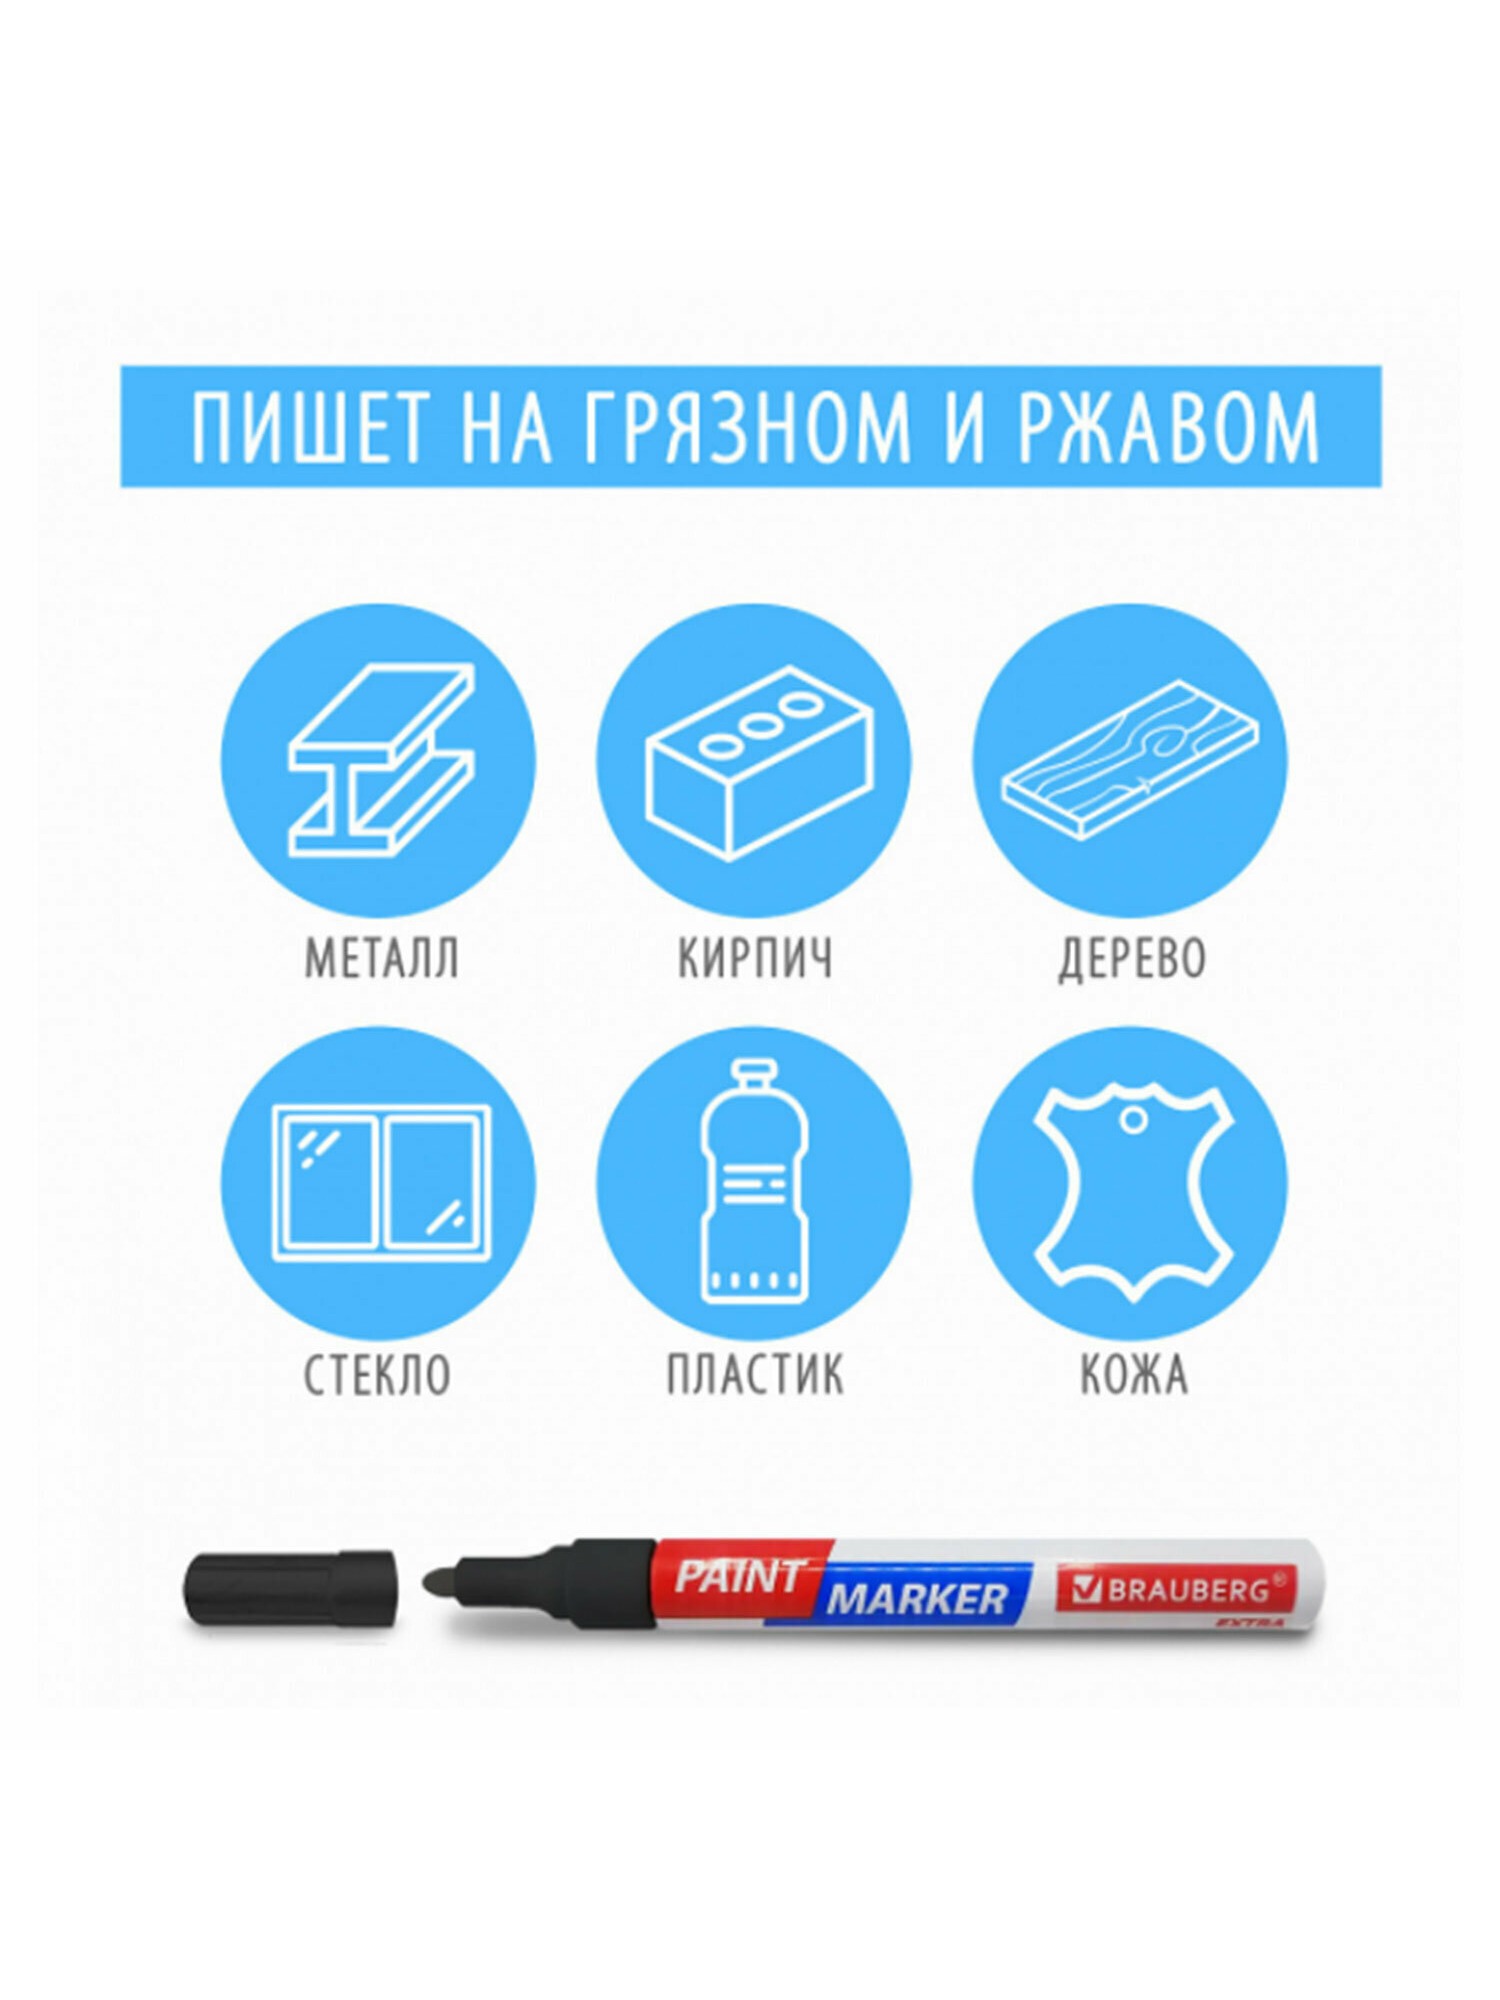 ПИШЕТ НА ГРЯЗНОМ И РЖАВОМ
МЕТАЛЛ
КИРПИЧ
ДЕРЕВО
СТЕКЛО
ПЛАСТИК
КОЖА
PAINT
MARKER
BRAUBERG®
EXTRA